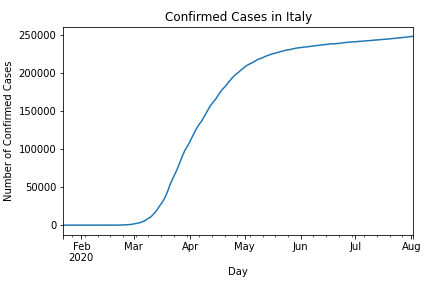 Confirmed Cases in Italy
250000
200000
150000
100000
50000
0
Number of Confirmed Cases
Feb Mar Apr May Jun Jul Aug
2020
Day